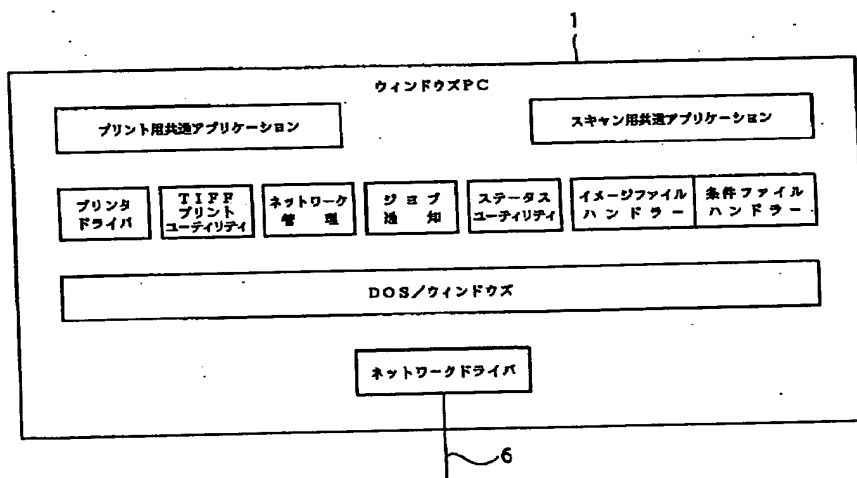 1
ウィンドウズPC
プリント用共通アプリケーション
スキャン用共通アプリケーション
プリンタ
ドライバ
TIFF
プリント
ユーティリティ
ネットワーク
管理
ジョブ
通知
ステータス
ユーティリティ
イメージファイル
ハンドラー
条件ファイル
ハンドラー
DOS/ウィンドウズ
ネットワークドライバ
6